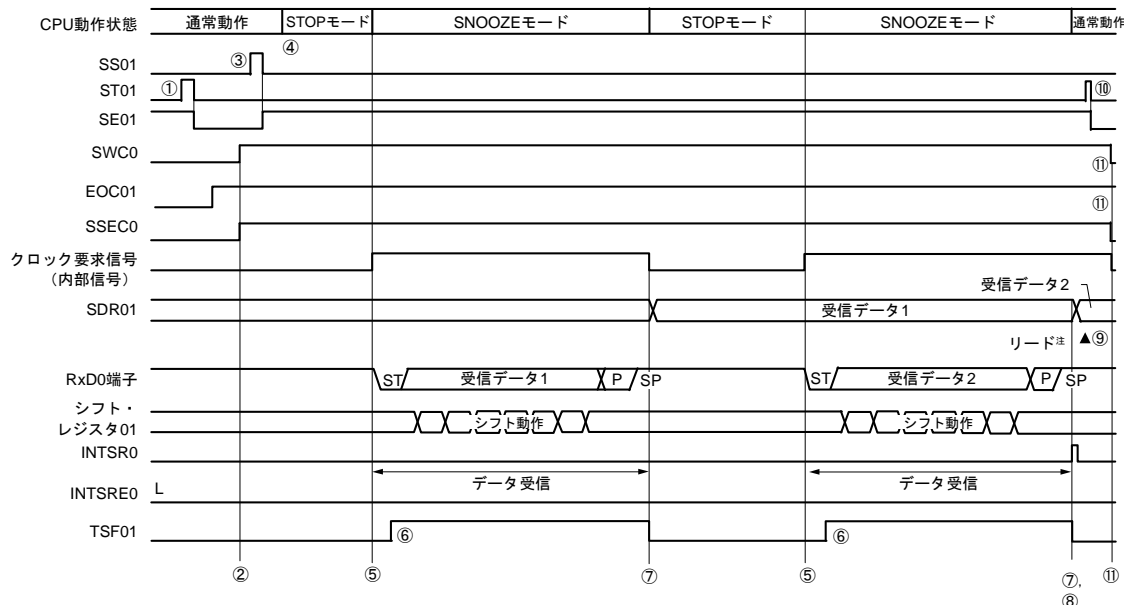 CPU動作状態 通常動作 STOPモード SNOOZEモード STOPモード SNOOZEモード 通常動作
④
SS01 ③
ST01 ① ⑩
SE01
SWC0 ⑪
EOC01 ⑪
SSEC0
クロック要求信号
（内部信号）
受信データ2
SDR01 受信データ1
リード注 ▲⑨
RxD0端子 ST 受信データ1 P SP ST 受信データ2 P SP
シフト・
レジスタ01 シフト動作 シフト動作
INTSR0
データ受信 データ受信
INTSRE0 L
TSF01 ⑥ ⑥
② ⑤ ⑦ ⑤ ⑦, ⑪
⑧